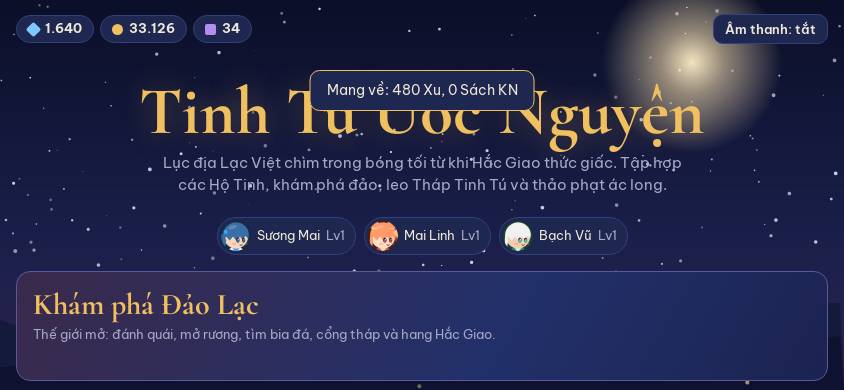 1.640 33.126 34 Âm thanh: tắt
Mang về: 480 Xu, 0 Sách KN
Tinh Tú Ước Nguyện
Lục địa Lạc Việt chìm trong bóng tối từ khi Hắc Giao thức giấc. Tập hợp
các Hộ Tinh, khám phá đảo, leo Tháp Tinh Tú và thảo phạt ác long.
Sương Mai Lv1 Mai Linh Lv1 Bạch Vũ Lv1
Khám phá Đảo Lạc
Thế giới mở: đánh quái, mở rương, tìm bia đá, cổng tháp và hang Hắc Giao.